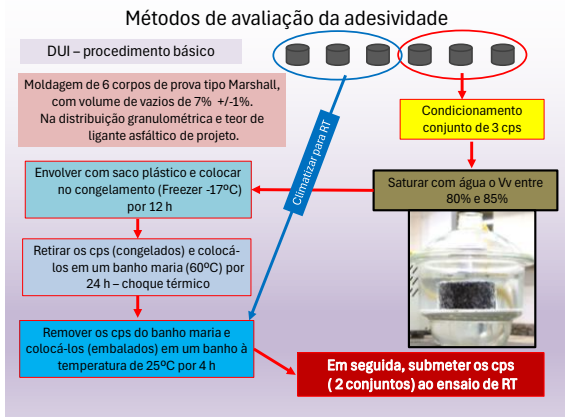 Métodos de avaliação da adesividade
DUI – procedimento básico
Moldagem de 6 corpos de prova tipo Marshall,
com volume de vazios de 7% +/-1%.
Na distribuição granulométrica e teor de
ligante asfáltico de projeto.
Condicionamento
conjunto de 3 cps
Climatizar para RT
Envolver com saco plástico e colocar
no congelamento (Freezer -17ºC)
por 12 h
Saturar com água o Vv entre
80% e 85%
Retirar os cps (congelados) e colocá-
los em um banho maria (60ºC) por
24 h – choque térmico
Remover os cps do banho maria e
colocá-los (embalados) em um banho à
temperatura de 25ºC por 4 h
Em seguida, submeter os cps
( 2 conjuntos) ao ensaio de RT